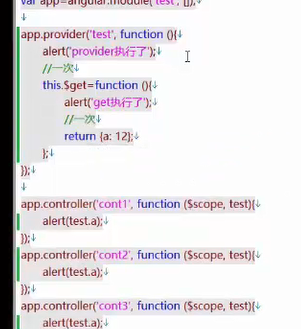 var app=angular.module('test', []);
app.provider('test', function (){
alert('provider执行了');
//一次
this.$get=function (){
alert('get执行了');
//一次
return {a: 12};
};
});
app.controller('cont1', function ($scope, test){
alert(test.a);
});
app.controller('cont2', function ($scope, test){
alert(test.a);
});
app.controller('cont3', function ($scope, test){
alert(test.a);